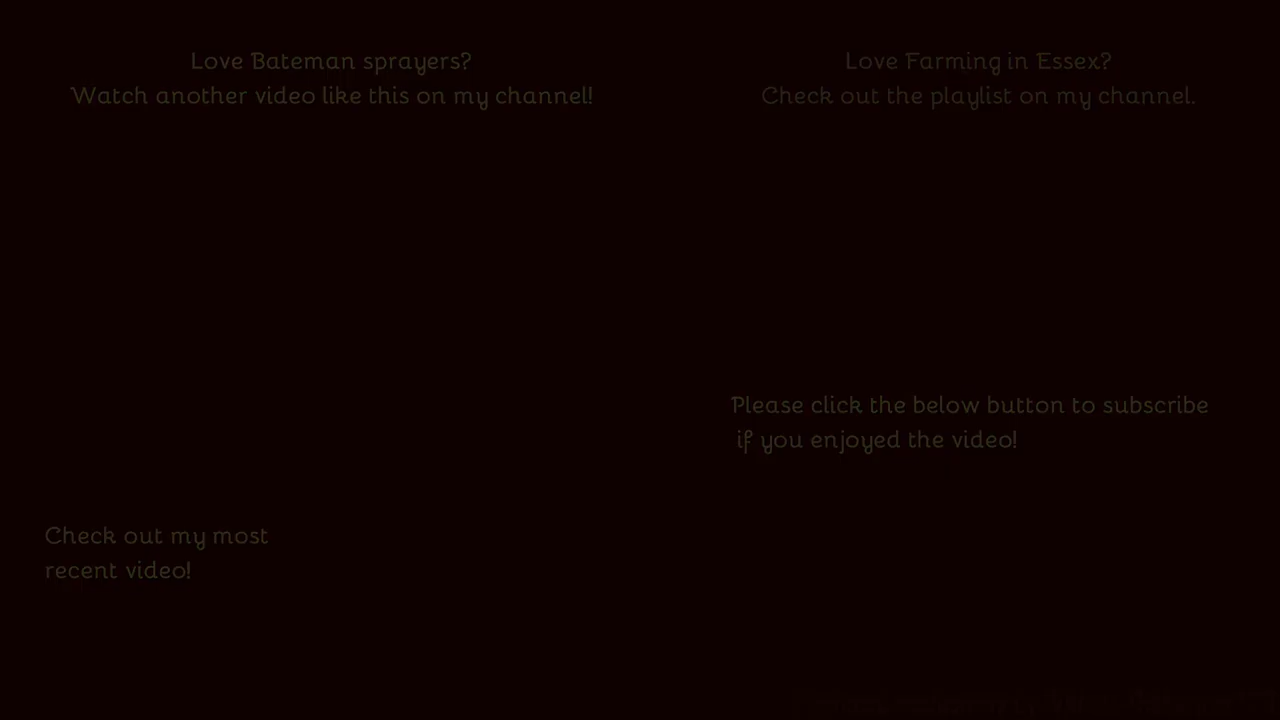 Love Bateman sprayers?
Watch another video like this on my channel!
Love Farming in Essex?
Check out the playlist on my channel.
Please click the below button to subscribe
if you enjoyed the video!
Check out my most
recent video!